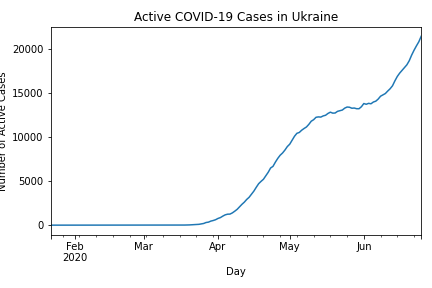 Active COVID-19 Cases in Ukraine
Number of Active Cases
20000
15000
10000
5000
0
Feb
2020
Mar
Apr
May
Jun
Day